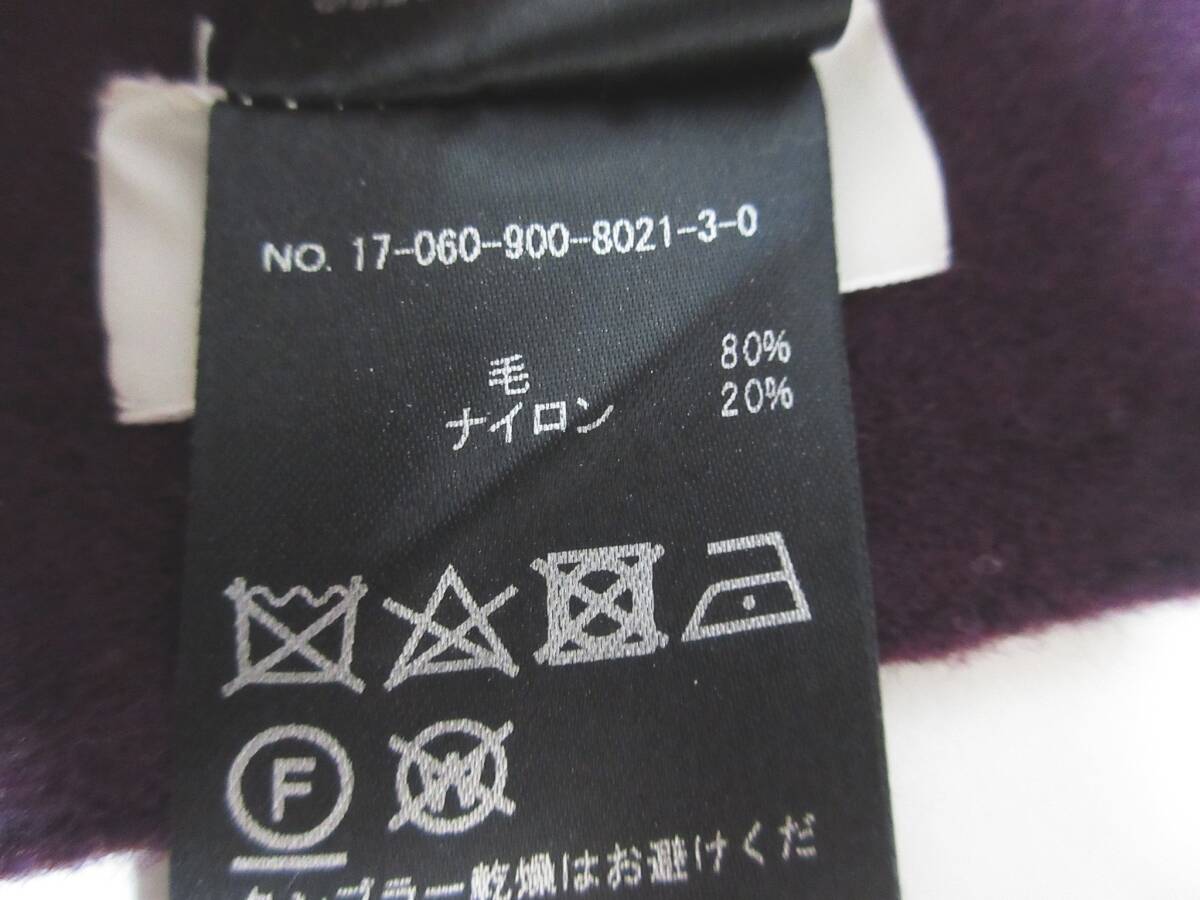 NO. 17-060-900-8021-3-0
毛 80%
ナイロン 20%
F
W
タンブラー乾燥はお避けくだ